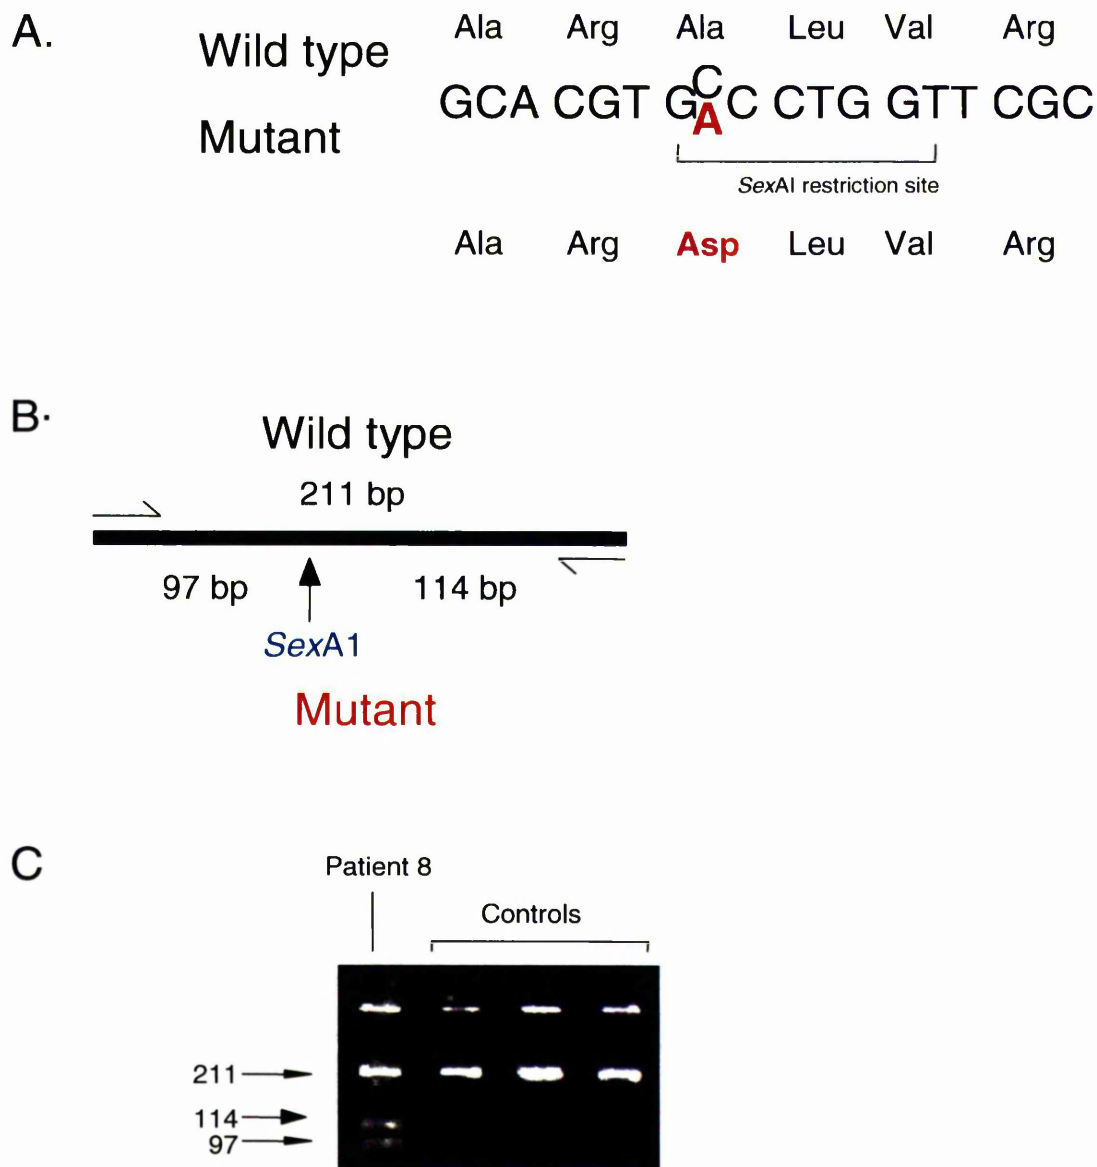 A.
Wild type
Mutant
Ala Arg Ala Leu Val Arg
C
GCA CGT G C CTG GTT CGC
A
SexAI restriction site
Ala Arg Asp Leu Val Arg
B.
Wild type
211 bp
97 bp 114 bp
SexA1
Mutant
C
Patient 8
Controls
211
114
97